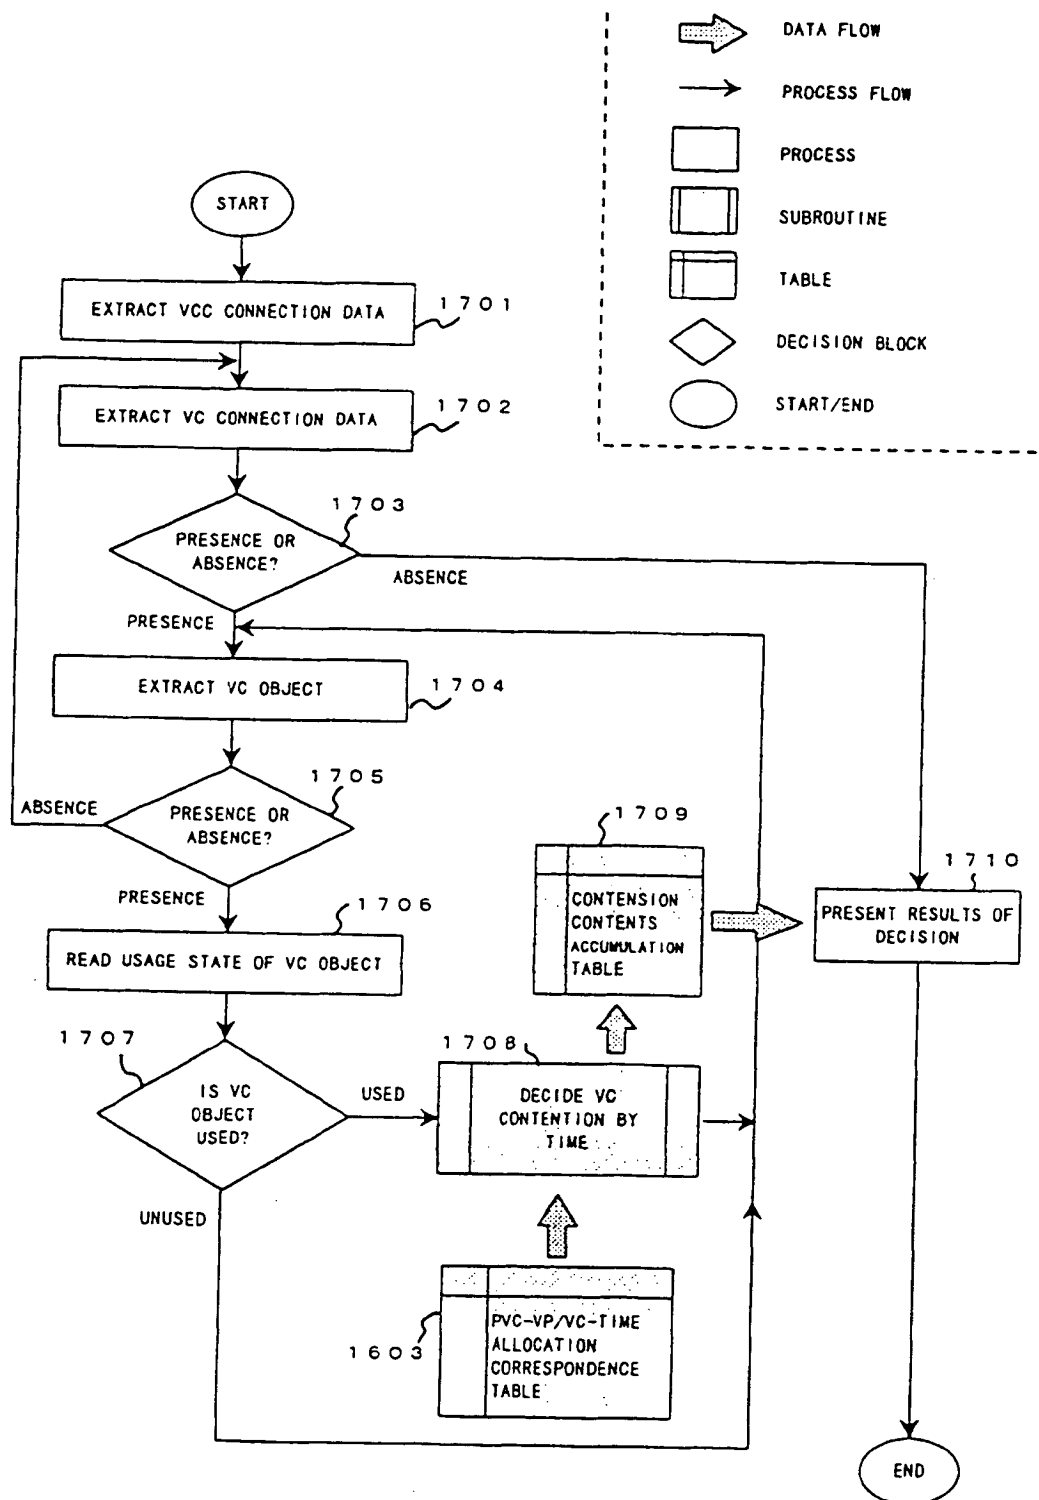 DATA FLOW
PROCESS FLOW
PROCESS
SUBROUTINE
TABLE
DECISION BLOCK
START/END
START
EXTRACT VCC CONNECTION DATA
1701
EXTRACT VC CONNECTION DATA
1702
1703
PRESENCE OR
ABSENCE?
ABSENCE
PRESENCE
EXTRACT VC OBJECT
1704
1705
PRESENCE OR
ABSENCE?
ABSENCE
PRESENCE
1706
READ USAGE STATE OF VC OBJECT
1707
IS VC
OBJECT
USED?
USED
UNUSED
1708
DECIDE VC
CONTENTION BY
TIME
1709
CONTENSION
CONTENTS
ACCUMULATION
TABLE
1710
PRESENT RESULTS OF
DECISION
1603
PVC-VP/VC-TIME
ALLOCATION
CORRESPONDENCE
TABLE
END